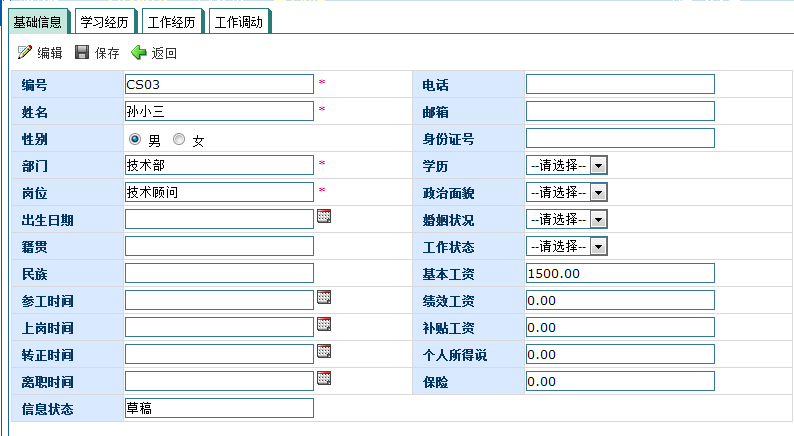 基础信息 学习经历 工作经历 工作调动
编辑 保存 返回
编号 CS03 * 电话
姓名 孙小三 * 邮箱
性别 男 女 身份证号
部门 技术部 * 学历 --请选择--
岗位 技术顾问 * 政治面貌 --请选择--
出生日期 婚姻状况 --请选择--
籍贯 工作状态 --请选择--
民族 基本工资 1500.00
参工时间 绩效工资 0.00
上岗时间 补贴工资 0.00
转正时间 个人所得说 0.00
离职时间 保险 0.00
信息状态 草稿